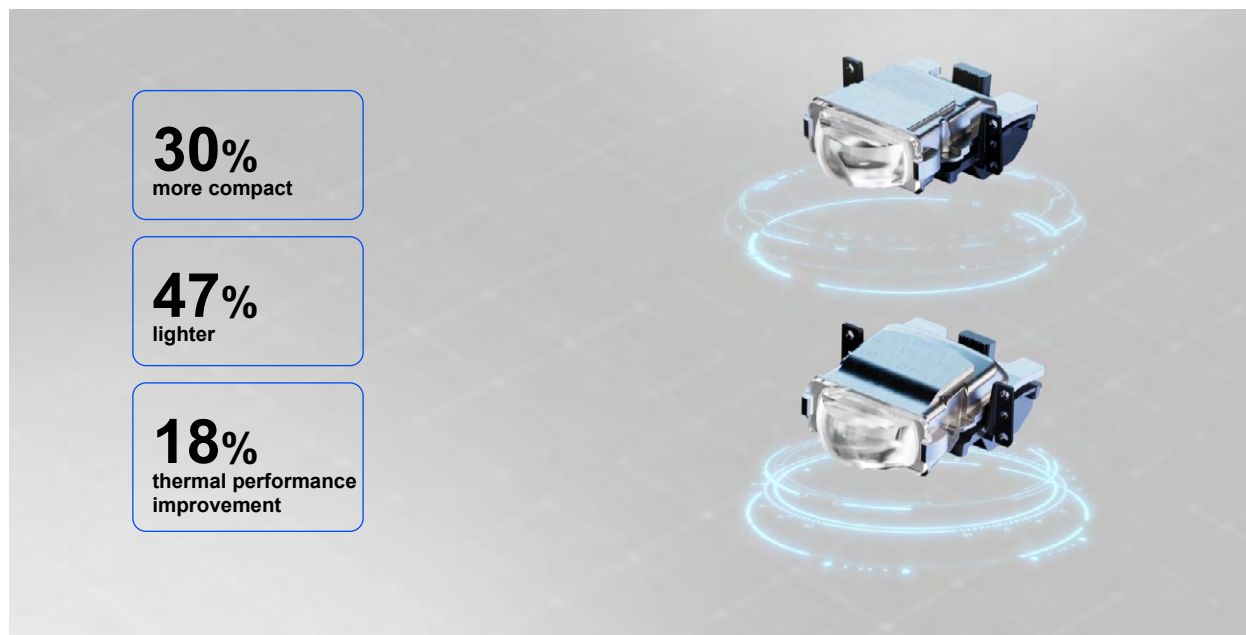 30%
more compact
47%
lighter
18%
thermal performance
improvement